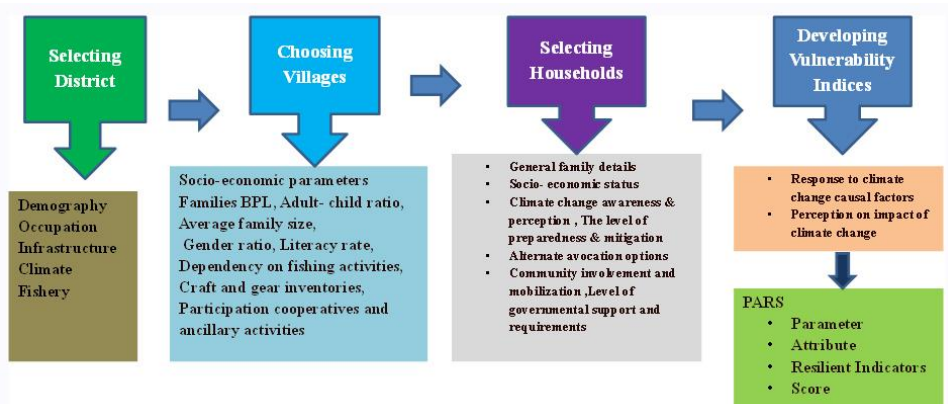 Selecting
District
Demography
Occupation
Infrastructure
Climate
Fishery
Choosing
Villages
Socio-economic parameters
Families BPL, Adult- child ratio,
Average family size,
Gender ratio, Literacy rate,
Dependency on fishing activities,
Craft and gear inventories,
Participation cooperatives and
ancillary activities
Selecting
Households
• General family details
• Socio- economic status
• Climate change awareness &
perception , The level of
preparedness & mitigation
• Alternate avocation options
• Community involvement and
mobilization ,Level of
governmental support and
requirements
Developing
Vulnerability
Indices
• Response to climate
change causal factors
• Perception on impact of
climate change
PARS
• Parameter
• Attribute
• Resilient Indicators
• Score